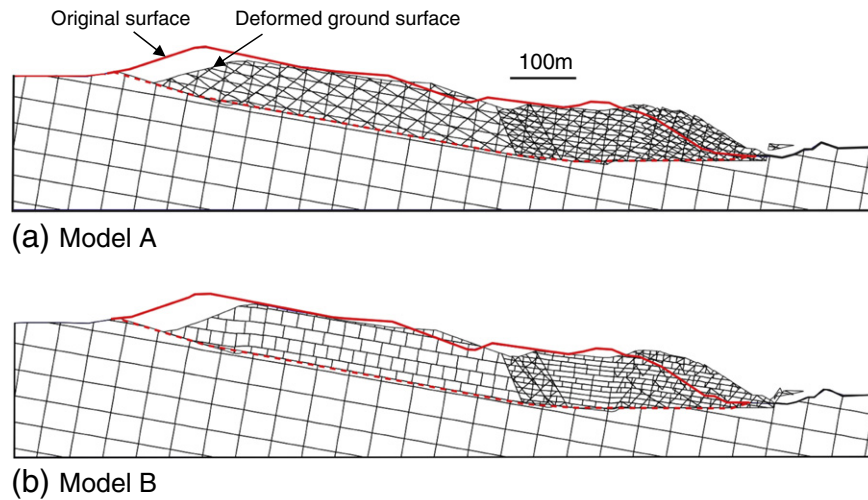 Original surface
Deformed ground surface
100m
(a) Model A
(b) Model B